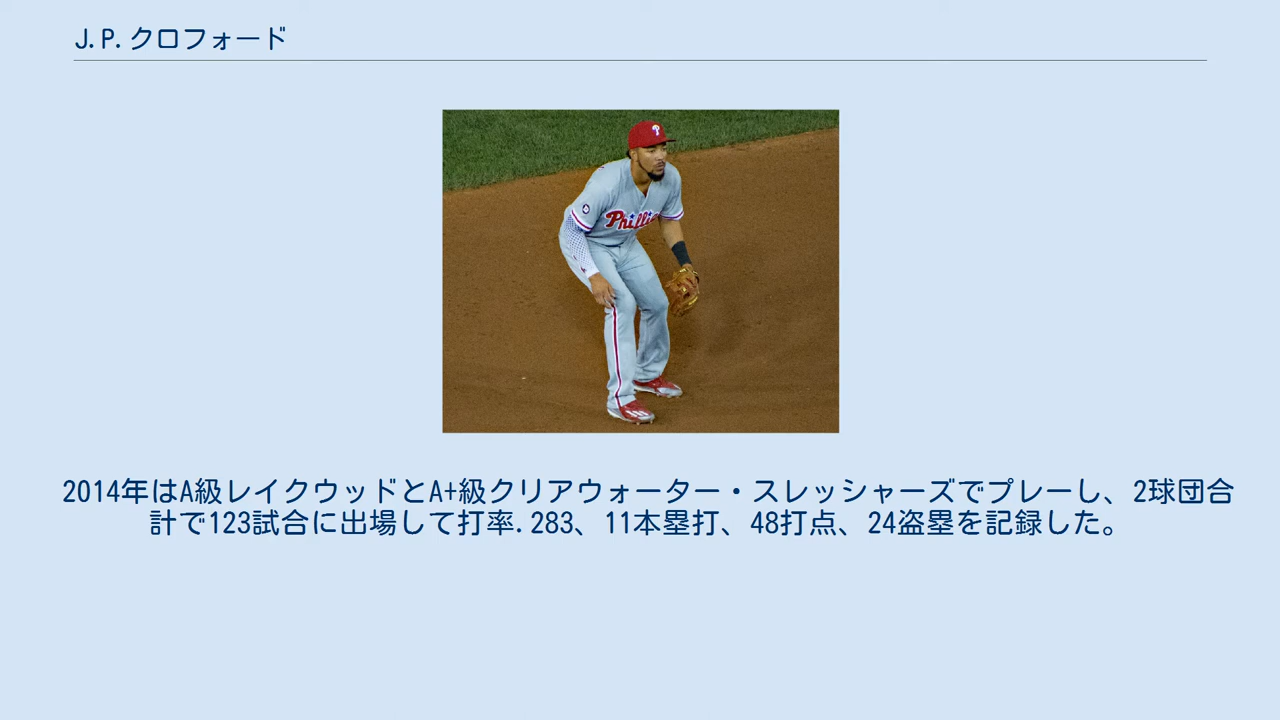 J.P.クロフォード
Phillie
2014年はA級レイクウッドとA+級クリアウォーター・スレッシャーズでプレーし、2球団合
計で123試合に出場して打率.283、11本塁打、48打点、24盗塁を記録した。